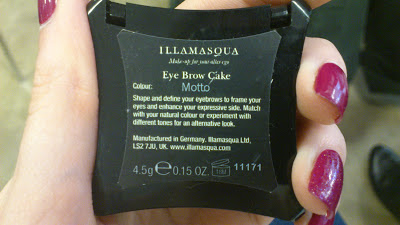 ILLAMASQUA
Make-up for your alter ego
Eye Brow Cake
Colour: Motto
Shape and define your eyebrows to frame your
eyes and enhance your expressive side. Match
with your natural colour or experiment with
different tones for an alternative look.
Manufactured in Germany. Illamasqua Ltd,
LS2 7JU, UK. www.illamasqua.com
4.5g e 0.15 OZ. 11171